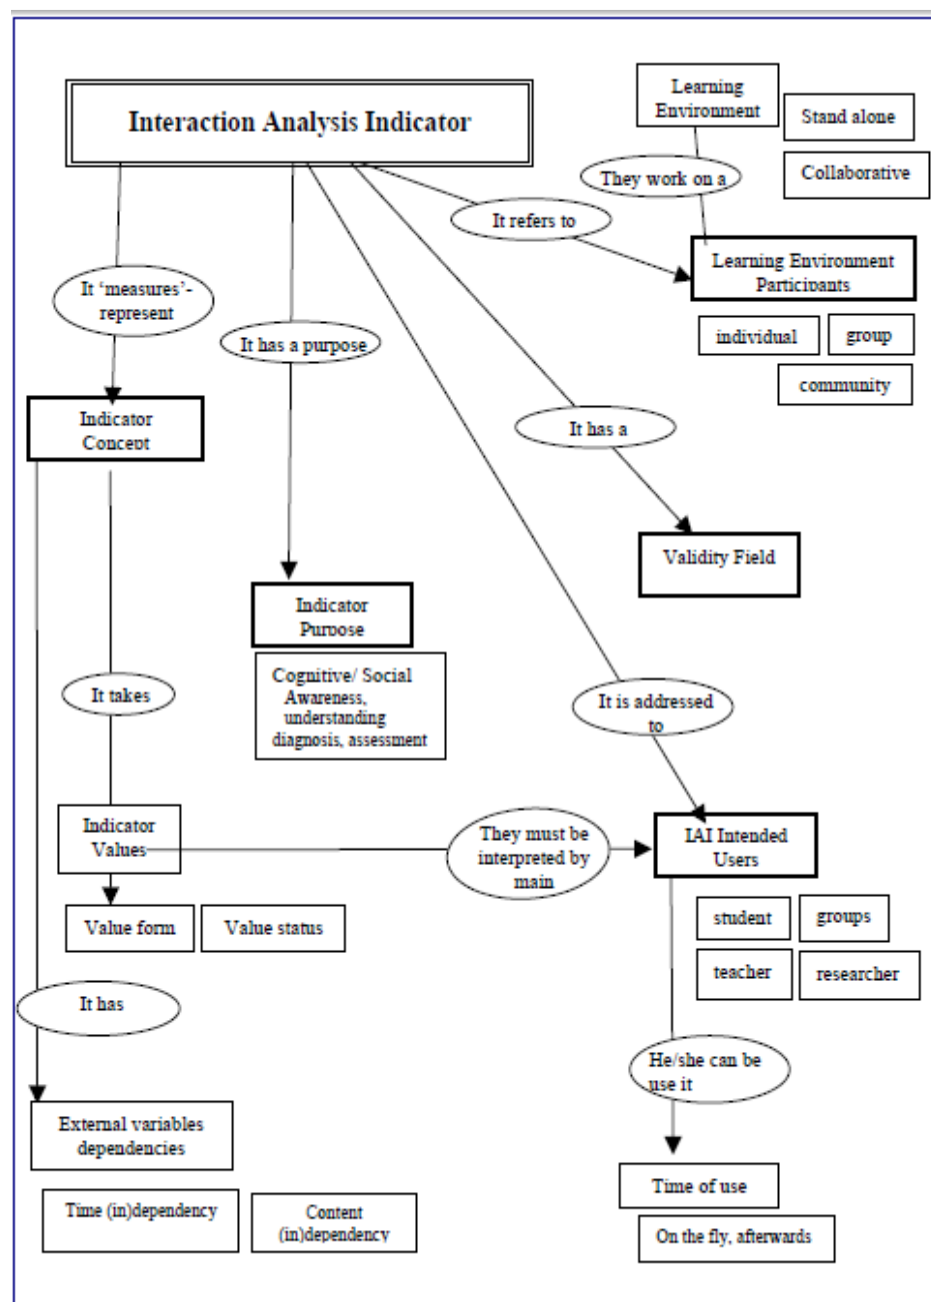 Interaction Analysis Indicator
Learning
Environment
Stand alone
Collaborative
They work on a
It refers to
Learning Environment
Participants
individual
group
community
It ‘measures’-
represent
It has a purpose
It has a
Indicator
Concept
Validity Field
Indicator
Purpose
Cognitive/ Social
Awareness,
understanding
diagnosis, assessment
It takes
It is addressed
to
Indicator
Values
They must be
interpreted by
main
IAI Intended
Users
Value form
Value status
student
groups
teacher
researcher
It has
He/she can be
use it
External variables
dependencies
Time (in)dependency
Content
(in)dependency
Time of use
On the fly, afterwards